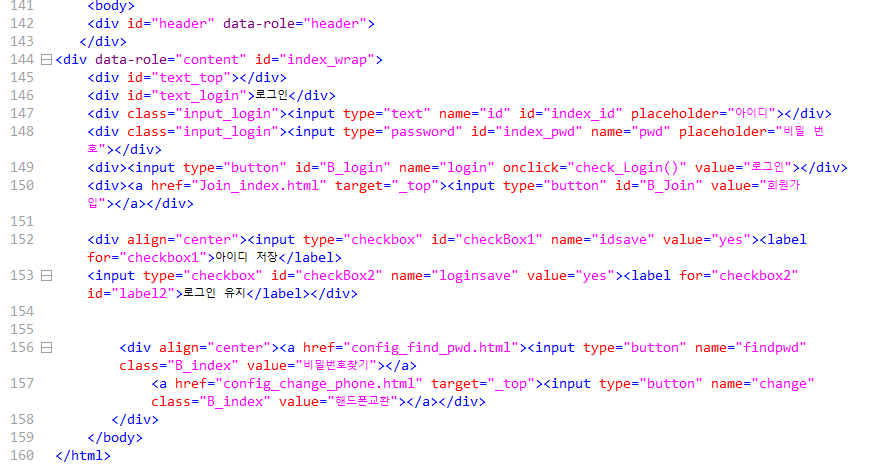 141 <body>
142 <div id="header" data-role="header">
143 </div>
144 <div data-role="content" id="index_wrap">
145 <div id="text_top"></div>
146 <div id="text_login">로그인</div>
147 <div class="input_login"><input type="text" name="id" id="index_id" placeholder="아이디"></div>
148 <div class="input_login"><input type="password" id="index_pwd" name="pwd" placeholder="비밀 번
호"></div>
149 <div><input type="button" id="B_login" name="login" onclick="check_Login()" value="로그인"></div>
150 <div><a href="Join_index.html" target="_top"><input type="button" id="B_Join" value="회원가
입"></a></div>
151
152 <div align="center"><input type="checkbox" id="checkBox1" name="idsave" value="yes"><label
for="checkbox1">아이디 저장</label>
153 <input type="checkbox" id="checkBox2" name="loginsave" value="yes"><label for="checkbox2"
id="label2">로그인 유지</label></div>
154
155
156 <div align="center"><a href="config_find_pwd.html"><input type="button" name="findpwd"
class="B_index" value="비밀번호찾기"></a>
157 <a href="config_change_phone.html" target="_top"><input type="button" name="change"
class="B_index" value="핸드폰교환"></a></div>
158 </div>
159 </body>
160 </html>